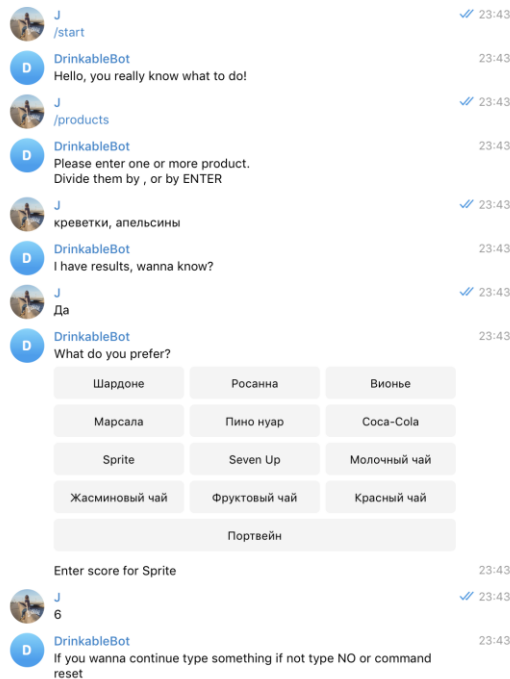 J
23:43
/start
DrinkableBot
23:43
Hello, you really know what to do!
J
23:43
/products
D
DrinkableBot
23:43
Please enter one or more product.
Divide them by , or by ENTER
J
23:43
креветки, апельсины
D
DrinkableBot
23:43
I have results, wanna know?
J
23:43
Да
D
DrinkableBot
23:43
What do you prefer?
Шардоне
Росанна
Вионье
Марсала
Пино нуар
Coca-Cola
Sprite
Seven Up
Молочный чай
Жасминовый чай
Фруктовый чай
Красный чай
Портвейн
Enter score for Sprite
23:43
J
23:43
6
D
DrinkableBot
23:43
If you wanna continue type something if not type NO or command
reset